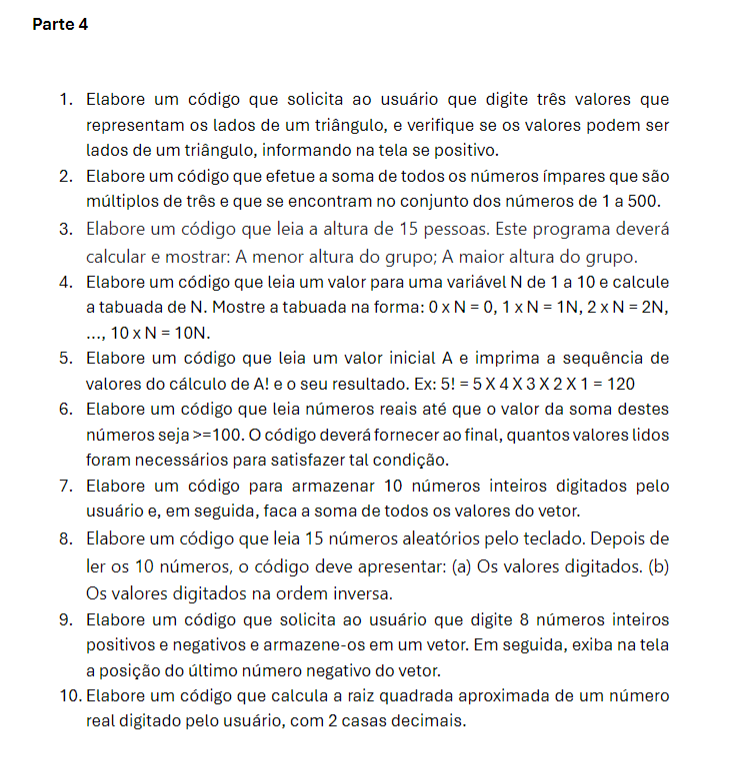 Parte 4
1. Elabore um código que solicita ao usuário que digite três valores que
representam os lados de um triângulo, e verifique se os valores podem ser
lados de um triângulo, informando na tela se positivo.
2. Elabore um código que efetue a soma de todos os números ímpares que são
múltiplos de três e que se encontram no conjunto dos números de 1 a 500.
3. Elabore um código que leia a altura de 15 pessoas. Este programa deverá
calcular e mostrar: A menor altura do grupo; A maior altura do grupo.
4. Elabore um código que leia um valor para uma variável N de 1 a 10 e calcule
a tabuada de N. Mostre a tabuada na forma: 0 x N = 0, 1 x N = 1N, 2 x N = 2N,
..., 10 x N = 10N.
5. Elabore um código que leia um valor inicial A e imprima a sequência de
valores do cálculo de A! e o seu resultado. Ex: 5! = 5 X 4 X 3 X 2 X 1 = 120
6. Elabore um código que leia números reais até que o valor da soma destes
números seja >=100. O código deverá fornecer ao final, quantos valores lidos
foram necessários para satisfazer tal condição.
7. Elabore um código para armazenar 10 números inteiros digitados pelo
usuário e, em seguida, faca a soma de todos os valores do vetor.
8. Elabore um código que leia 15 números aleatórios pelo teclado. Depois de
ler os 10 números, o código deve apresentar: (a) Os valores digitados. (b)
Os valores digitados na ordem inversa.
9. Elabore um código que solicita ao usuário que digite 8 números inteiros
positivos e negativos e armazene-os em um vetor. Em seguida, exiba na tela
a posição do último número negativo do vetor.
10. Elabore um código que calcula a raiz quadrada aproximada de um número
real digitado pelo usuário, com 2 casas decimais.